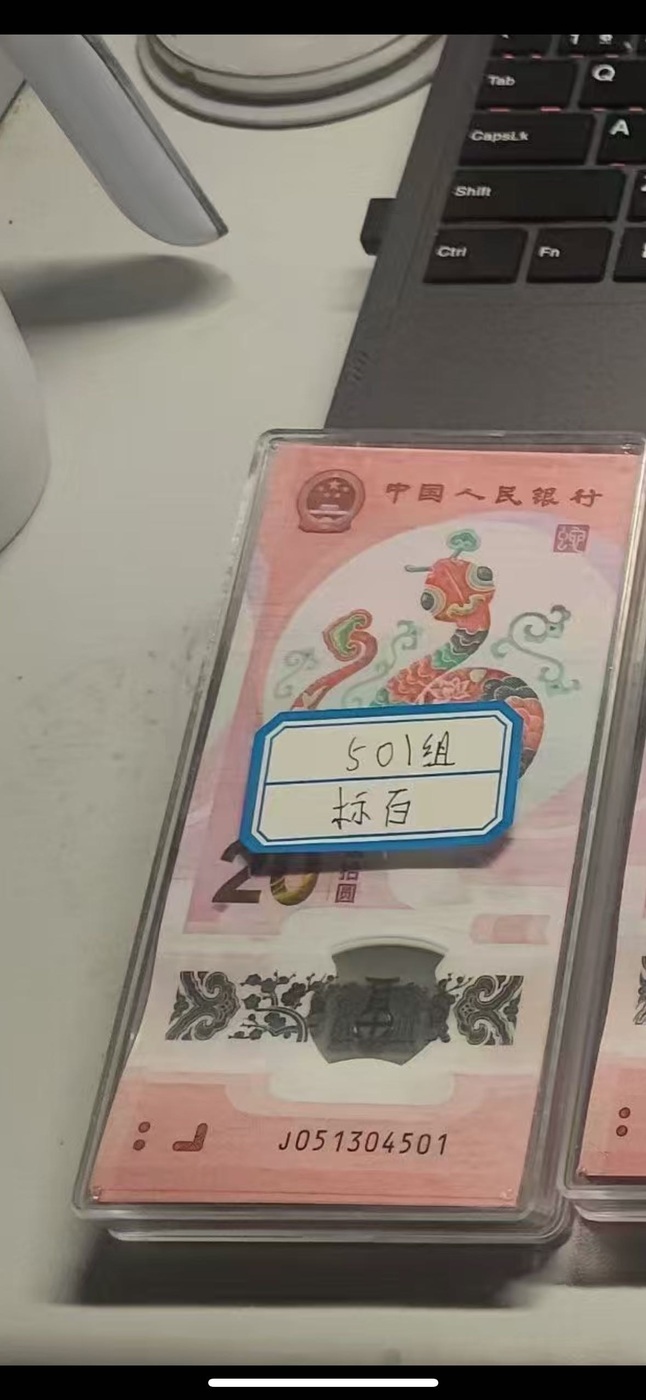 Tab
Q
CapsLk
A
Shift
Ctrl
Fn
中国人民银行
501组
标百
20
拾圆
J051304501